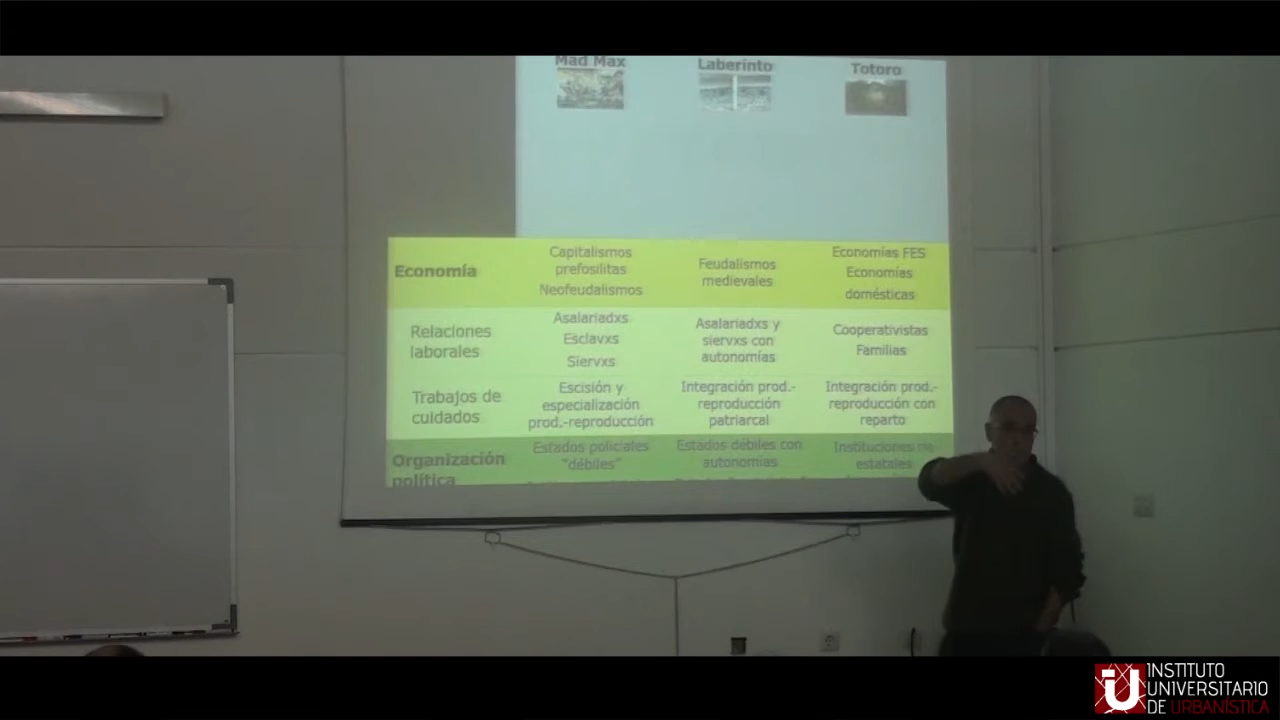 Mad Max
Laberinto
Totoro
Economía
Capitalismos
prefosilitas
Neofeudalismos
Feudalismos
medievales
Economías FES
Economías
domésticas
Relaciones
laborales
Asalariadxs
Esclavxs
Siervxs
Asalariadxs y
siervxs con
autonomías
Cooperativistas
Familias
Trabajos de
cuidados
Escisión y
especialización
prod.-reproducción
Integración prod.-
reproducción
patriarcal
Integración prod.-
reproducción con
reparto
Organización
política
Estados policiales
"débiles"
Estados débiles con
autonomías
Instituciones no
estatales
INSTITUTO
UNIVERSITARIO
DE URBANÍSTICA